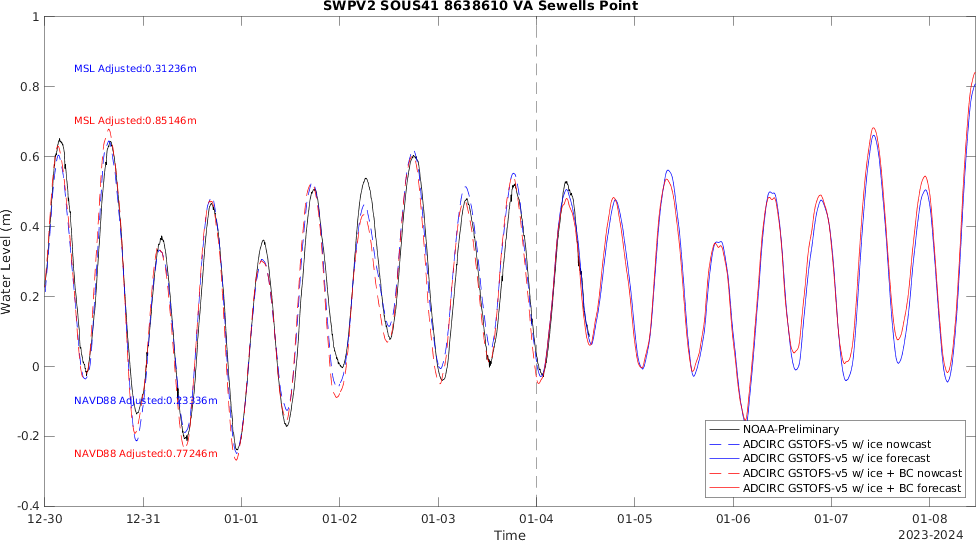 SWPV2 SOUS41 8638610 VA Sewells Point
1
0.8
0.6
0.4
0.2
0
-0.2
-0.4
Water Level (m)
MSL Adjusted:0.31236m
MSL Adjusted:0.85146m
NAVD88 Adjusted:0.23336m
NAVD88 Adjusted:0.77246m
NOAA-Preliminary
ADCIRC GSTOFS-v5 w/ ice nowcast
ADCIRC GSTOFS-v5 w/ ice forecast
ADCIRC GSTOFS-v5 w/ice + BC nowcast
ADCIRC GSTOFS-v5 w/ice + BC forecast
12-30 12-31 01-01 01-02 01-03 01-04 01-05 01-06 01-07 01-08
Time
2023-2024